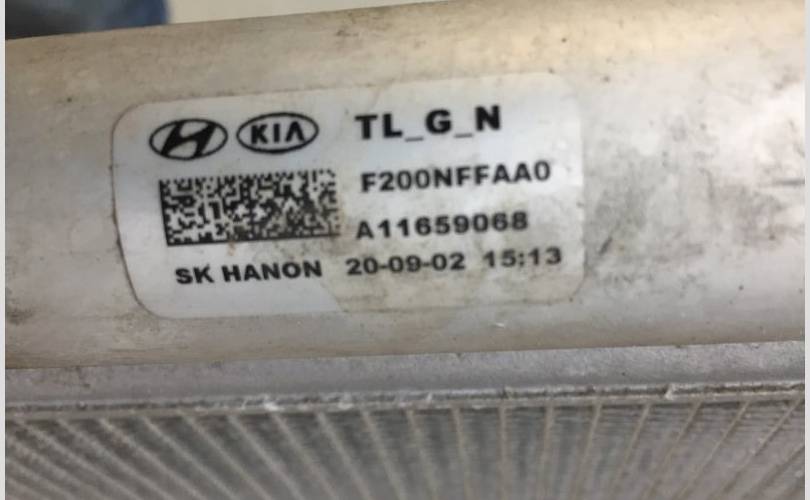 KIA TL_G_N
F200NFFAA0
A11659068
SK HANON 20-09-02 15:13